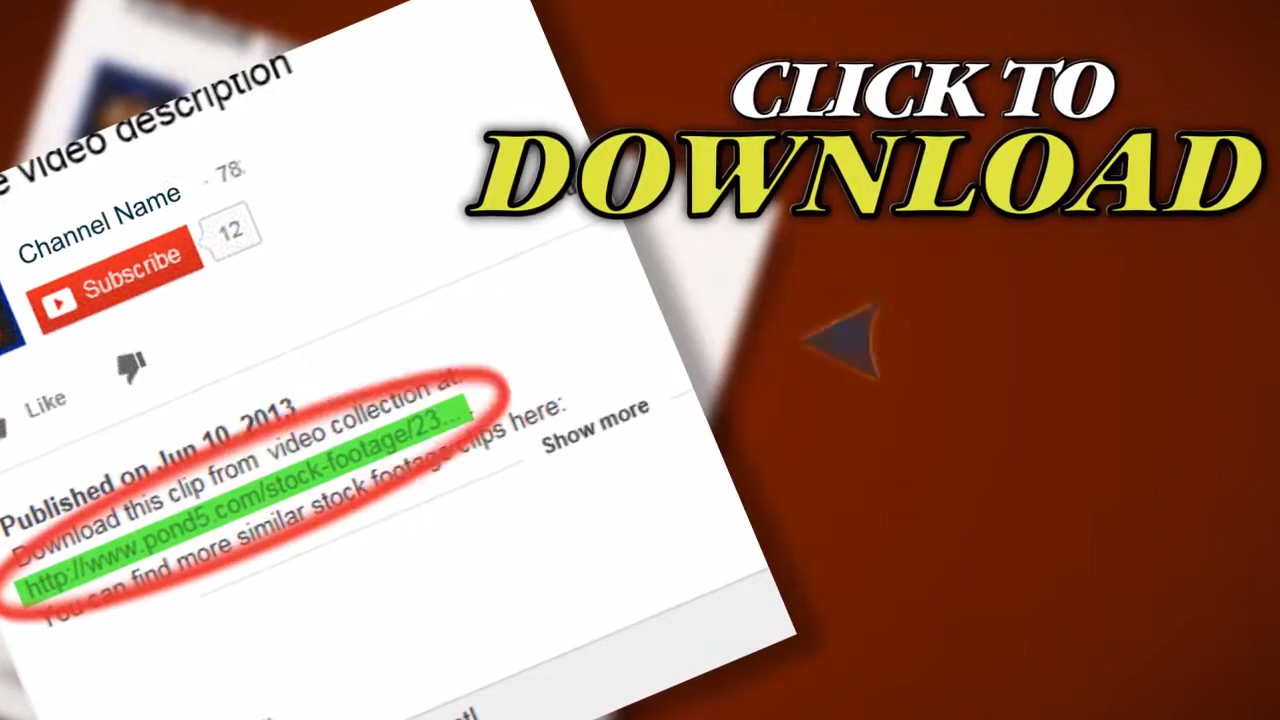 CLICK TO
DOWNLOAD
video description
Channel Name
78
Subscribe
12
Like
Published on Jun 10, 2013
Download this clip from video collection at:
http://www.pond5.com/stock-footage/23...
You can find more similar stock footage clips here:
Show more